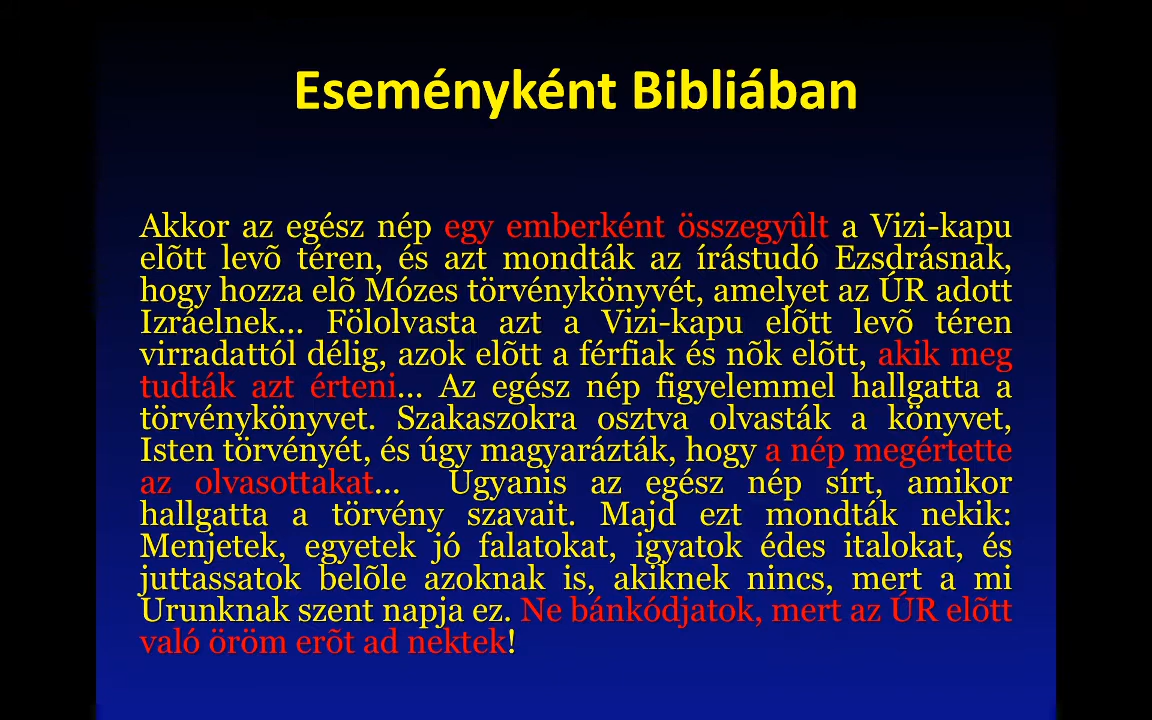 Eseményként Bibliában
Akkor az egész nép egy emberként összegyûlt a Vizi-kapu
elõtt levõ téren, és azt mondták az írástudó Ezsdrásnak,
hogy hozza elõ Mózes törvénykönyvét, amelyet az ÚR adott
Izráelnek... Fölolvasta azt a Vizi-kapu elõtt levõ téren
virradattól délig, azok elõtt a férfiak és nõk elõtt, akik meg
tudták azt érteni... Az egész nép figyelemmel hallgatta a
törvénykönyvet. Szakaszokra osztva olvasták a könyvet,
Isten törvényét, és úgy magyarázták, hogy a nép megértette
az olvasottakat... Ugyanis az egész nép sírt, amikor
hallgatta a törvény szavait. Majd ezt mondták nekik:
Menjetek, egyetek jó falatokat, igyatok édes italokat, és
juttassatok belõle azoknak is, akiknek nincs, mert a mi
Urunknak szent napja ez. Ne bánkódjatok, mert az ÚR elõtt
való öröm erõt ad nektek!